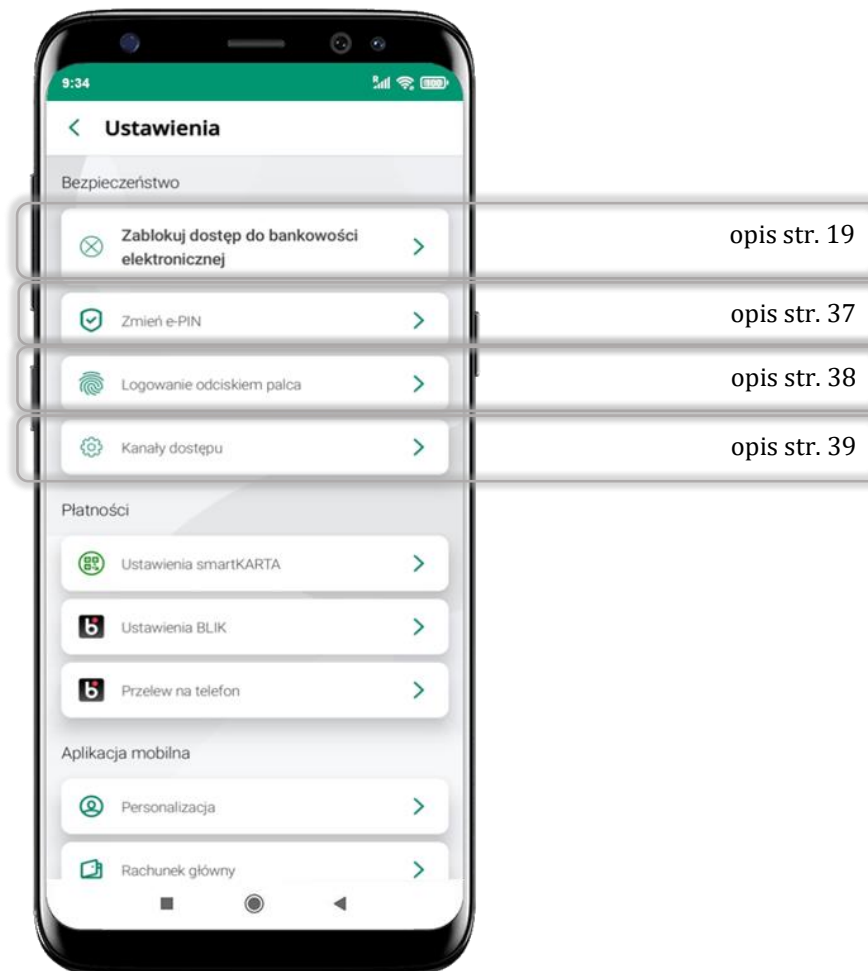 9:34
Ustawienia
Bezpieczeństwo
Zablokuj dostęp do bankowości
elektronicznej
opis str. 19
Zmień e-PIN
opis str. 37
Logowanie odciskiem palca
opis str. 38
Kanały dostępu
opis str. 39
Płatności
Ustawienia smartKARTA
Ustawienia BLIK
Przelew na telefon
Aplikacja mobilna
Personalizacja
Rachunek główny